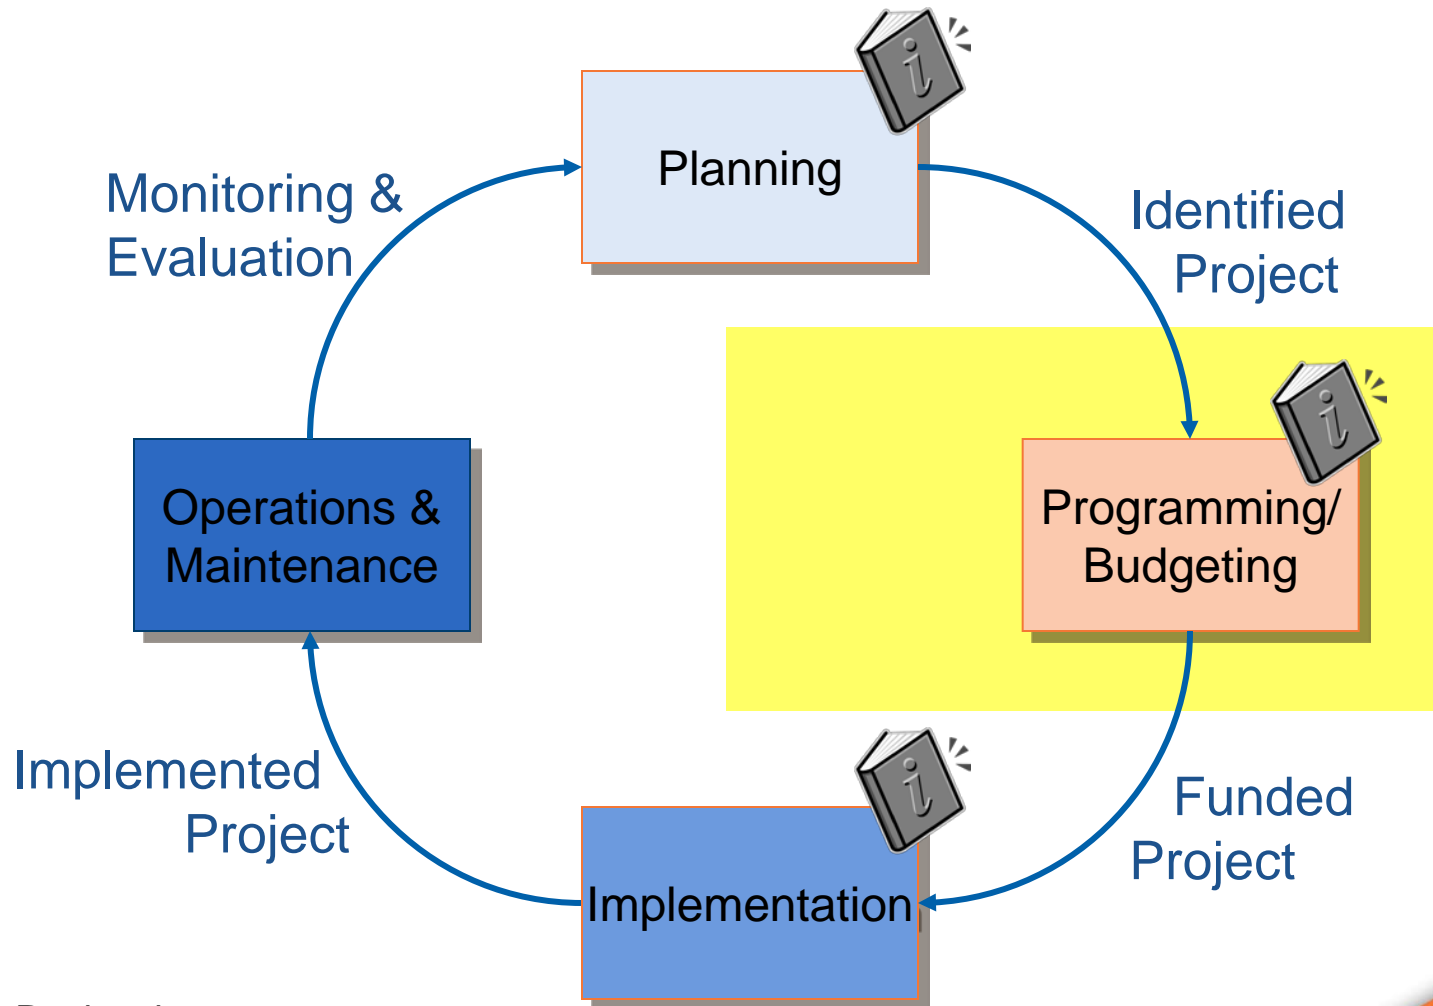 Planning
Monitoring &
Evaluation
Identified
Project
Operations &
Maintenance
Programming/
Budgeting
Implemented
Project
Funded
Project
Implementation
i
i
i